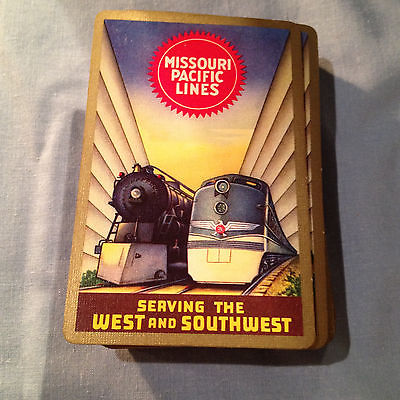 MISSOURI
PACIFIC
LINES
SERVING THE
WEST AND SOUTHWEST